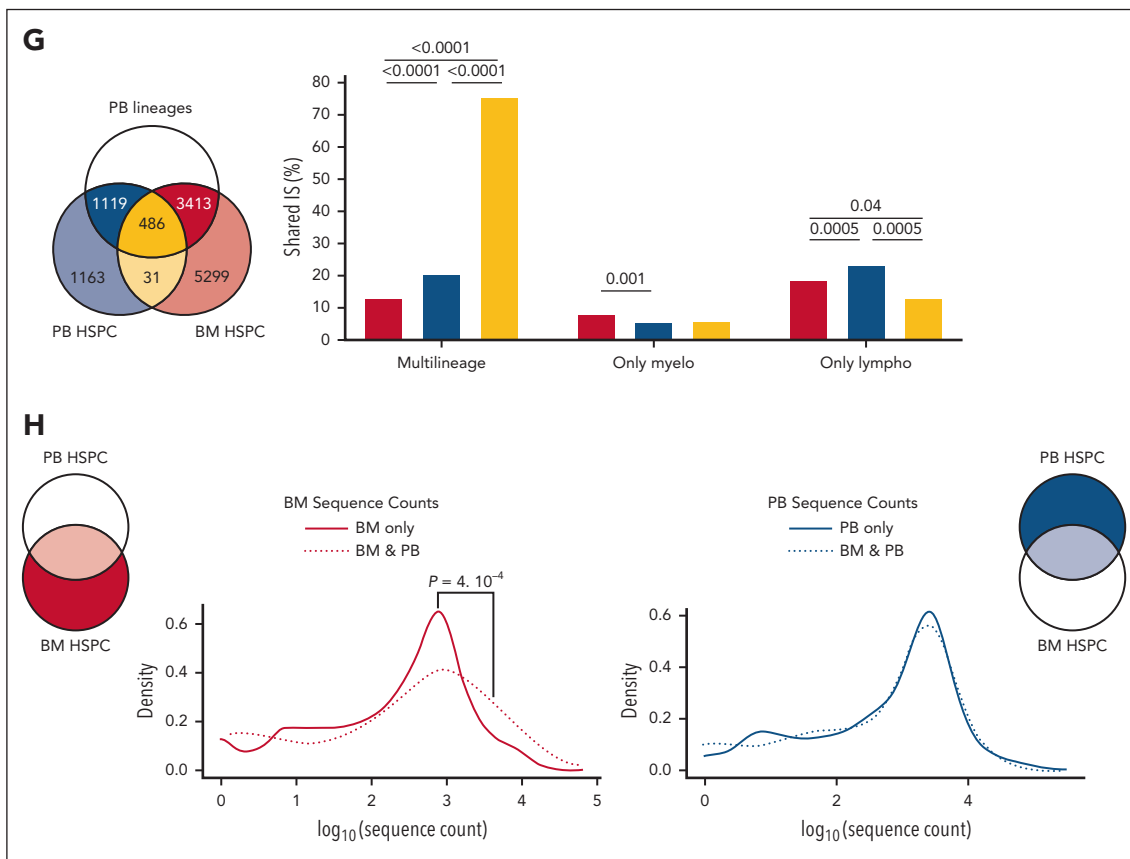 G
PB lineages
1119
3413
486
1163
31
5299
PB HSPC
BM HSPC
<0.0001
<0.0001
<0.0001
0.001
0.04
0.0005
0.0005
Shared IS (%)
80
70
60
50
40
30
20
10
0
Multilineage
Only myelo
Only lympho
H
PB HSPC
BM HSPC
BM Sequence Counts
BM only
BM & PB
P = 4. 10⁻⁴
Density
0.6
0.4
0.2
0.0
0 1 2 3 4 5
log₁₀(sequence count)
PB Sequence Counts
PB only
BM & PB
Density
0.6
0.4
0.2
0.0
0 2 4
log₁₀(sequence count)
PB HSPC
BM HSPC